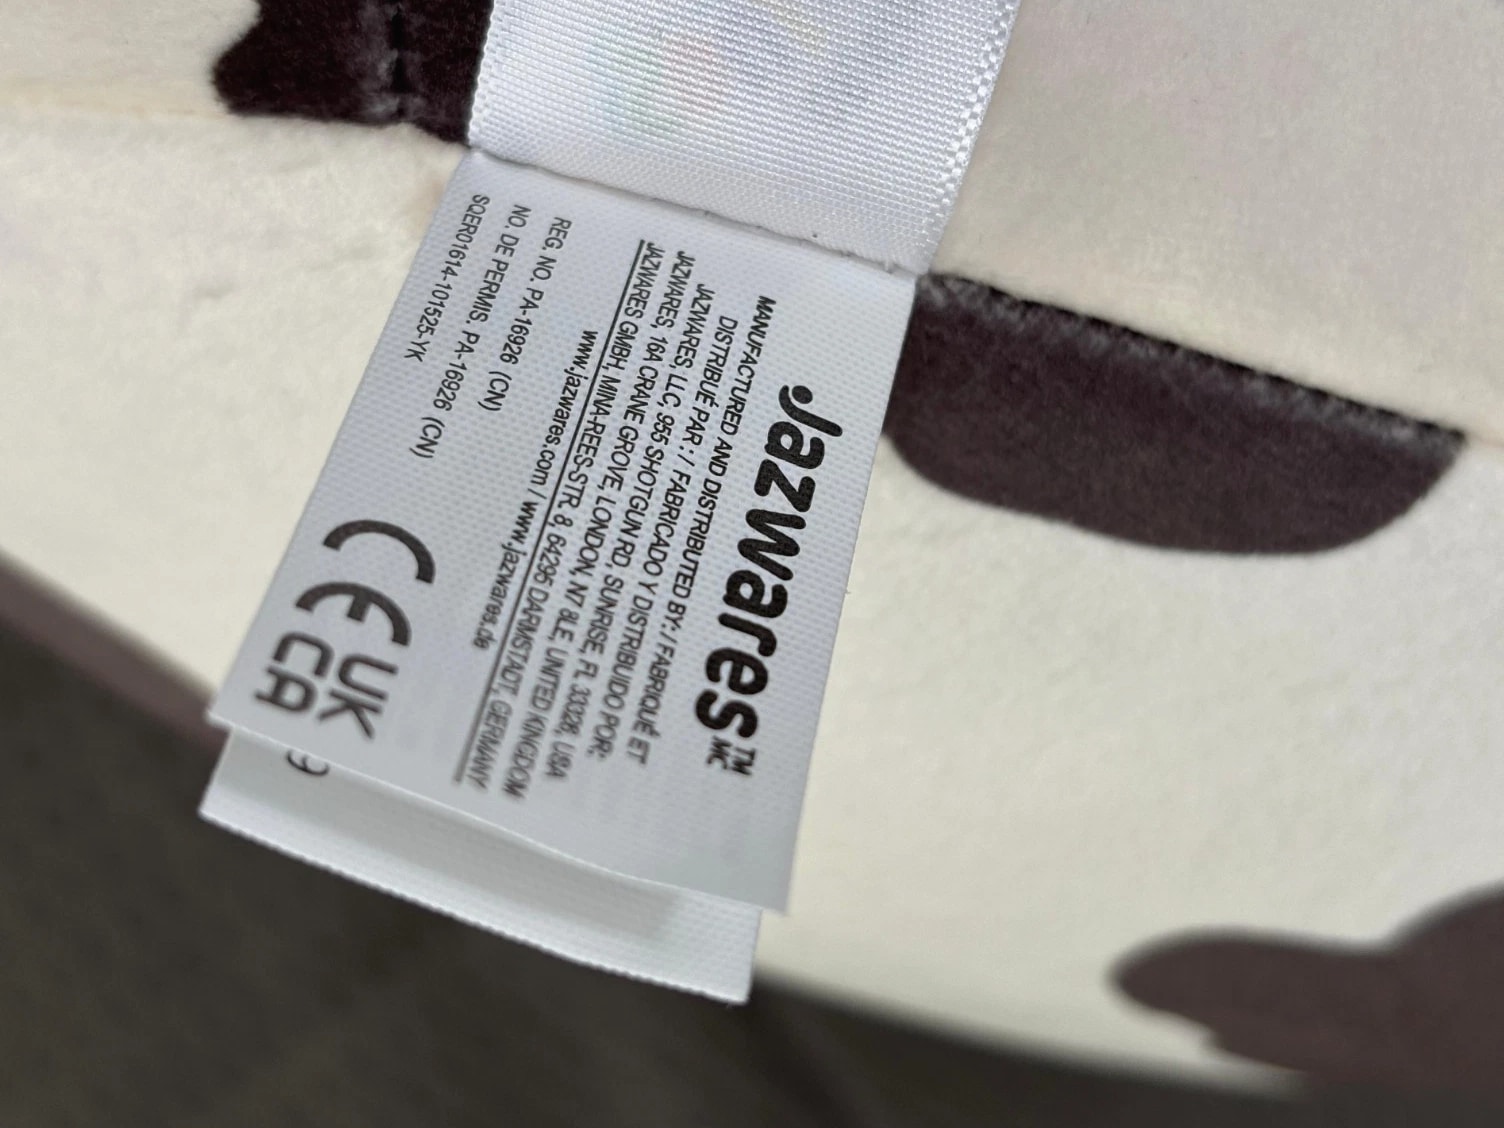 Jazwares™ MC
MANUFACTURED AND DISTRIBUTED BY: / FABRIQUÉ ET
DISTRIBUÉ PAR : / FABRICADO Y DISTRIBUIDO POR:
JAZWARES, LLC, 955 SHOTGUN RD, SUNRISE, FL 33326, USA
JAZWARES, 16A CRANE GROVE, LONDON, N7 8LE, UNITED KINGDOM
JAZWARES GMBH, MINA-REES-STR. 8, 64295 DARMSTADT, GERMANY
www.jazwares.com / www.jazwares.de
REG. NO. PA-16926 (CN)
NO. DE PERMIS. PA-16926 (CN)
SQER01614-101525-YK
CE
UK
CA